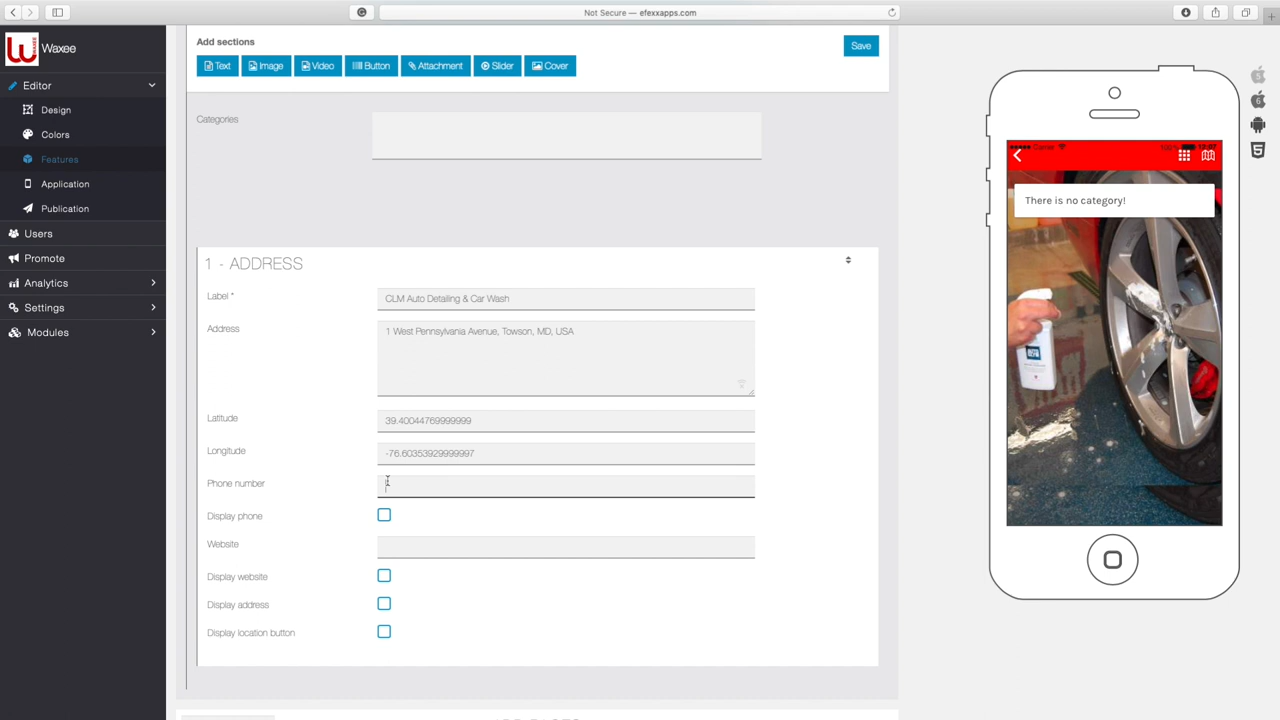 Not Secure — efexxapps.com
Waxee
Editor
Design
Colors
Features
Application
Publication
Users
Promote
Analytics
Settings
Modules
Add sections
Save
Text
Image
Video
Button
Attachment
Slider
Cover
Categories
1 - ADDRESS
Label *
CLM Auto Detailing & Car Wash
Address
1 West Pennsylvania Avenue, Towson, MD, USA
Latitude
39.40044769999999
Longitude
-76.60353929999997
Phone number
Display phone
Website
Display website
Display address
Display location button
Carrier
100%
There is no category!